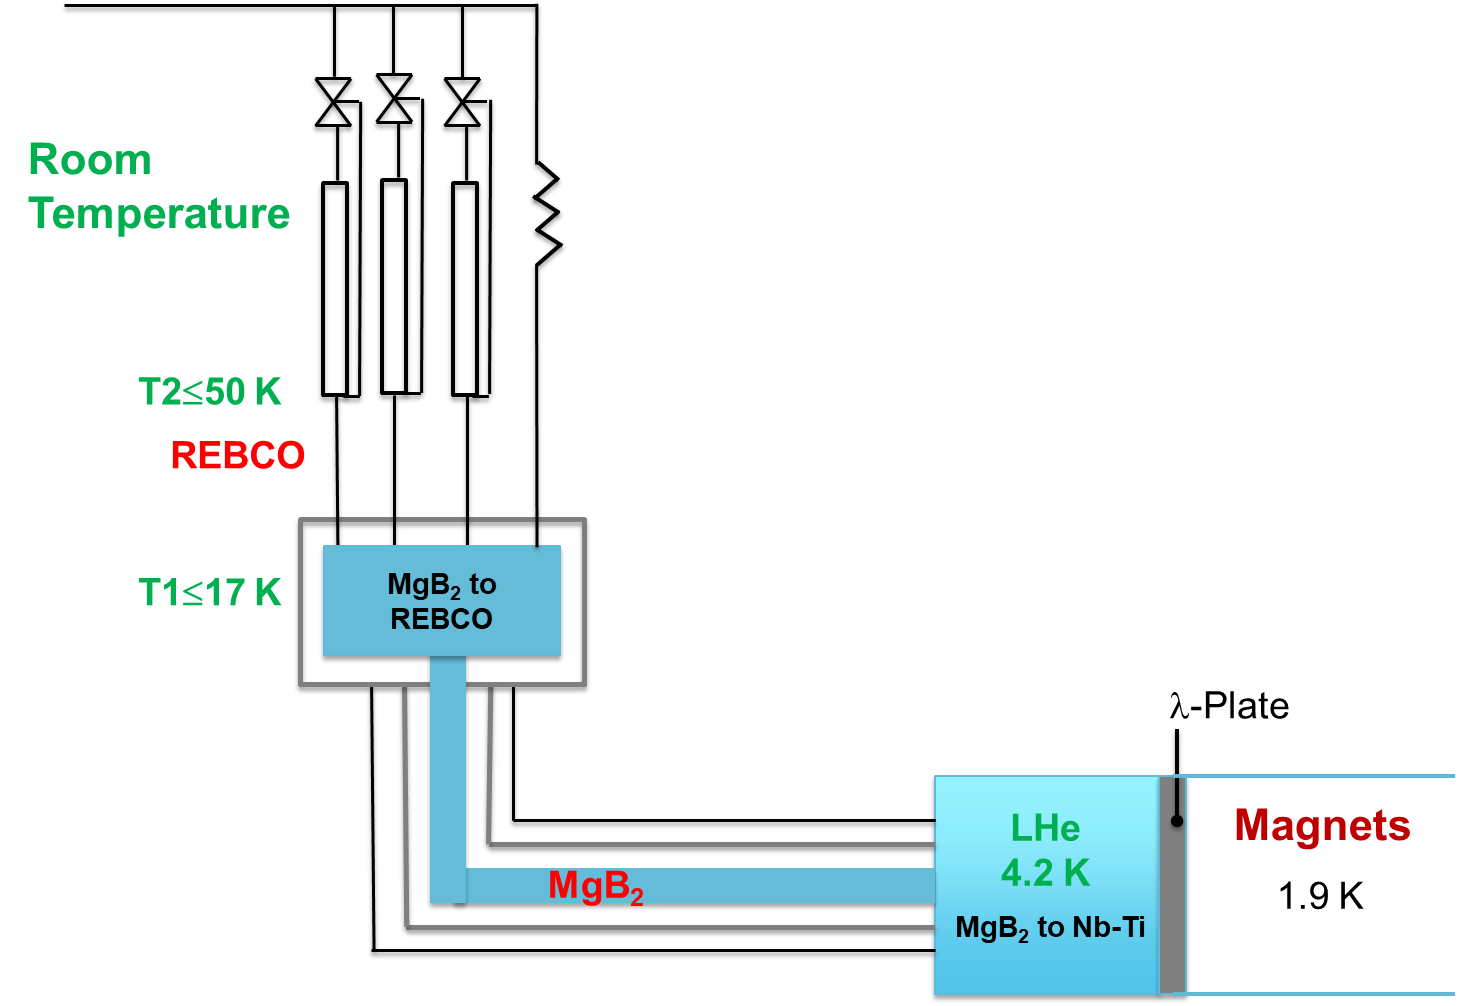 Room
Temperature
T2≤50 K
REBCO
T1≤17 K
MgB₂ to
REBCO
λ-Plate
LHe
4.2 K
MgB₂ to Nb-Ti
Magnets
1.9 K
MgB₂